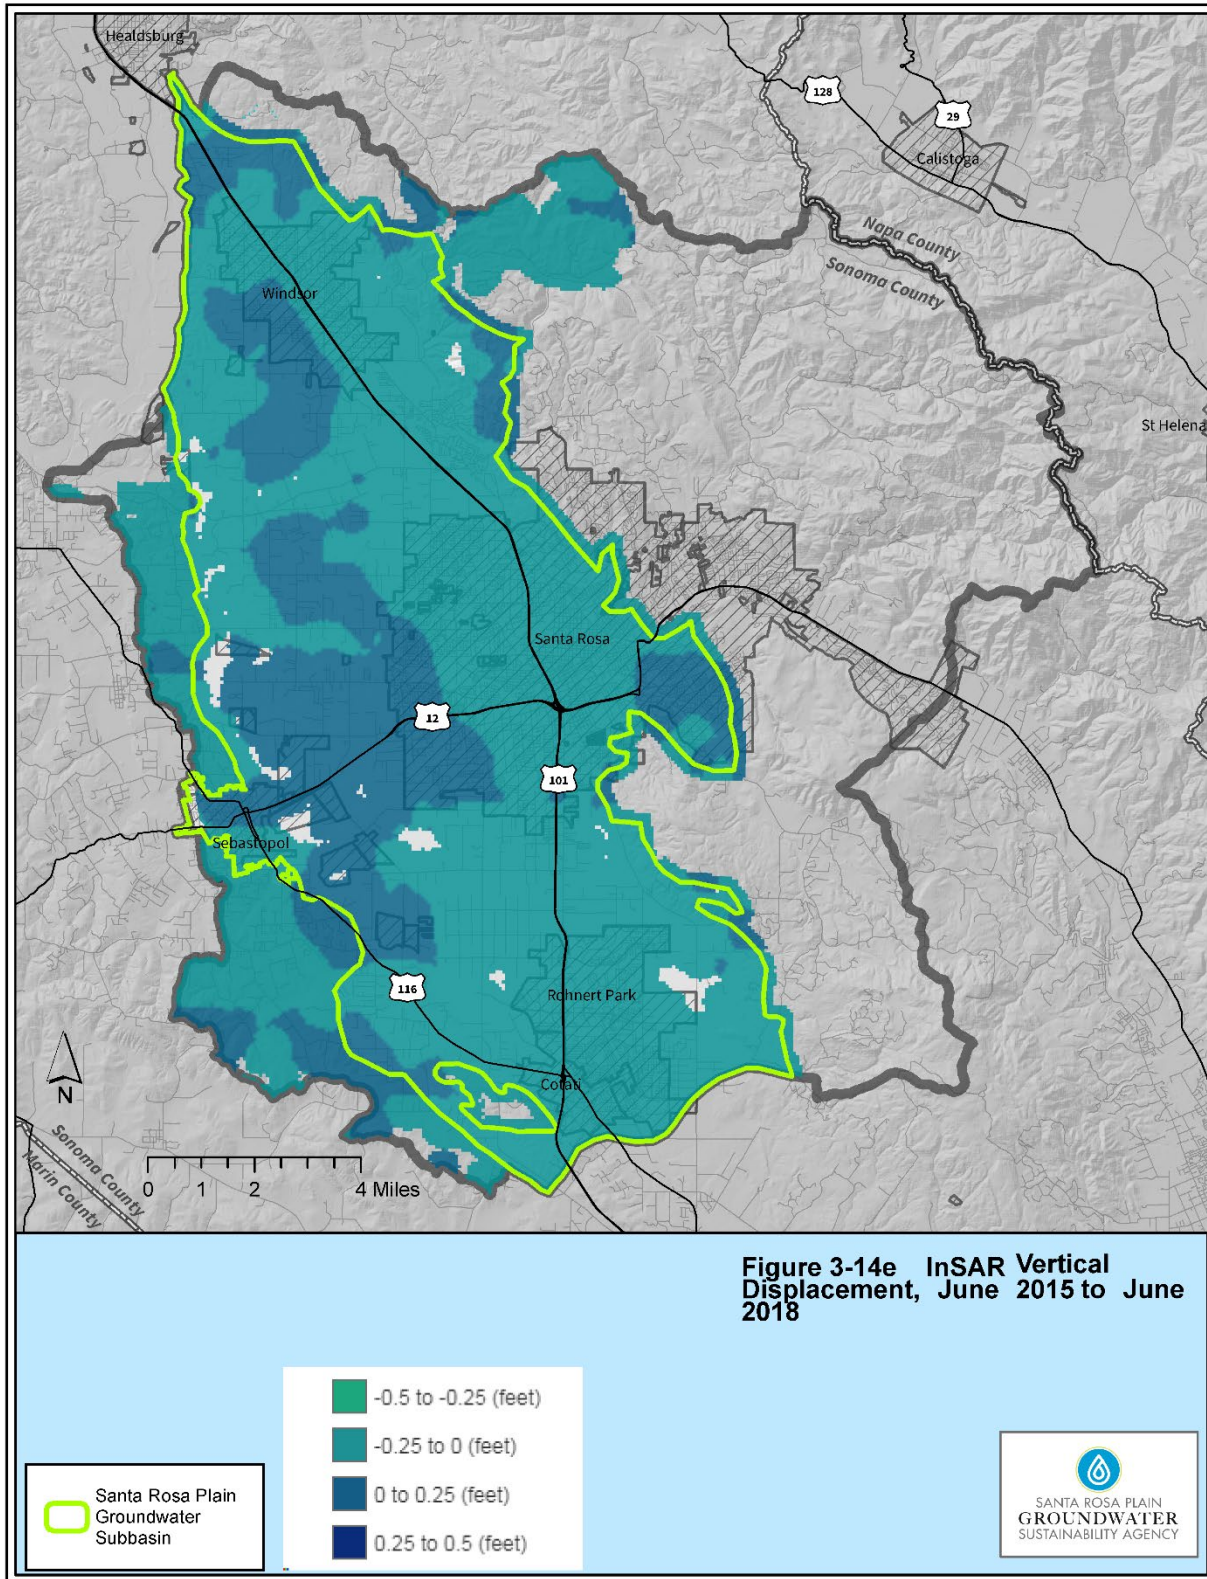 Healdsburg
128
29
Calistoga
Napa County
Sonoma County
Windsor
St Helena
Santa Rosa
12
101
Sebastopol
116
Rohnert Park
Cotati
N
Sonoma County
Marin County
0 1 2 4 Miles
Figure 3-14e InSAR Vertical
Displacement, June 2015 to June
2018
-0.5 to -0.25 (feet)
-0.25 to 0 (feet)
0 to 0.25 (feet)
0.25 to 0.5 (feet)
Santa Rosa Plain
Groundwater
Subbasin
SANTA ROSA PLAIN
GROUNDWATER
SUSTAINABILITY AGENCY